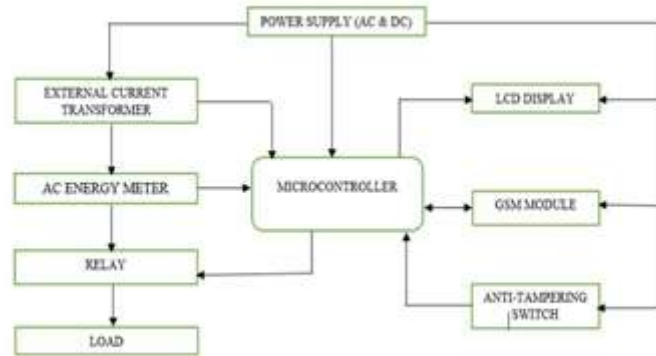 POWER SUPPLY (AC & DC)
EXTERNAL CURRENT
TRANSFORMER
LCD DISPLAY
AC ENERGY METER
MICROCONTROLLER
GSM MODULE
RELAY
ANTI-TAMPERING
SWITCH
LOAD